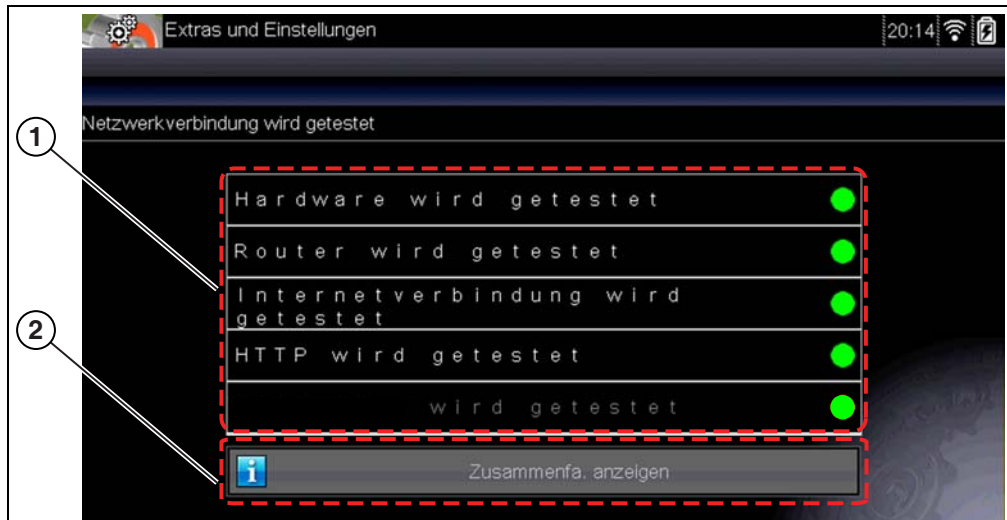 Extras und Einstellungen
20:14
Netzwerkverbindung wird getestet
1
Hardware wird getestet
Router wird getestet
Internetverbindung wird
getestet
2
HTTP wird getestet
wird getestet
Zusammenfa. anzeigen